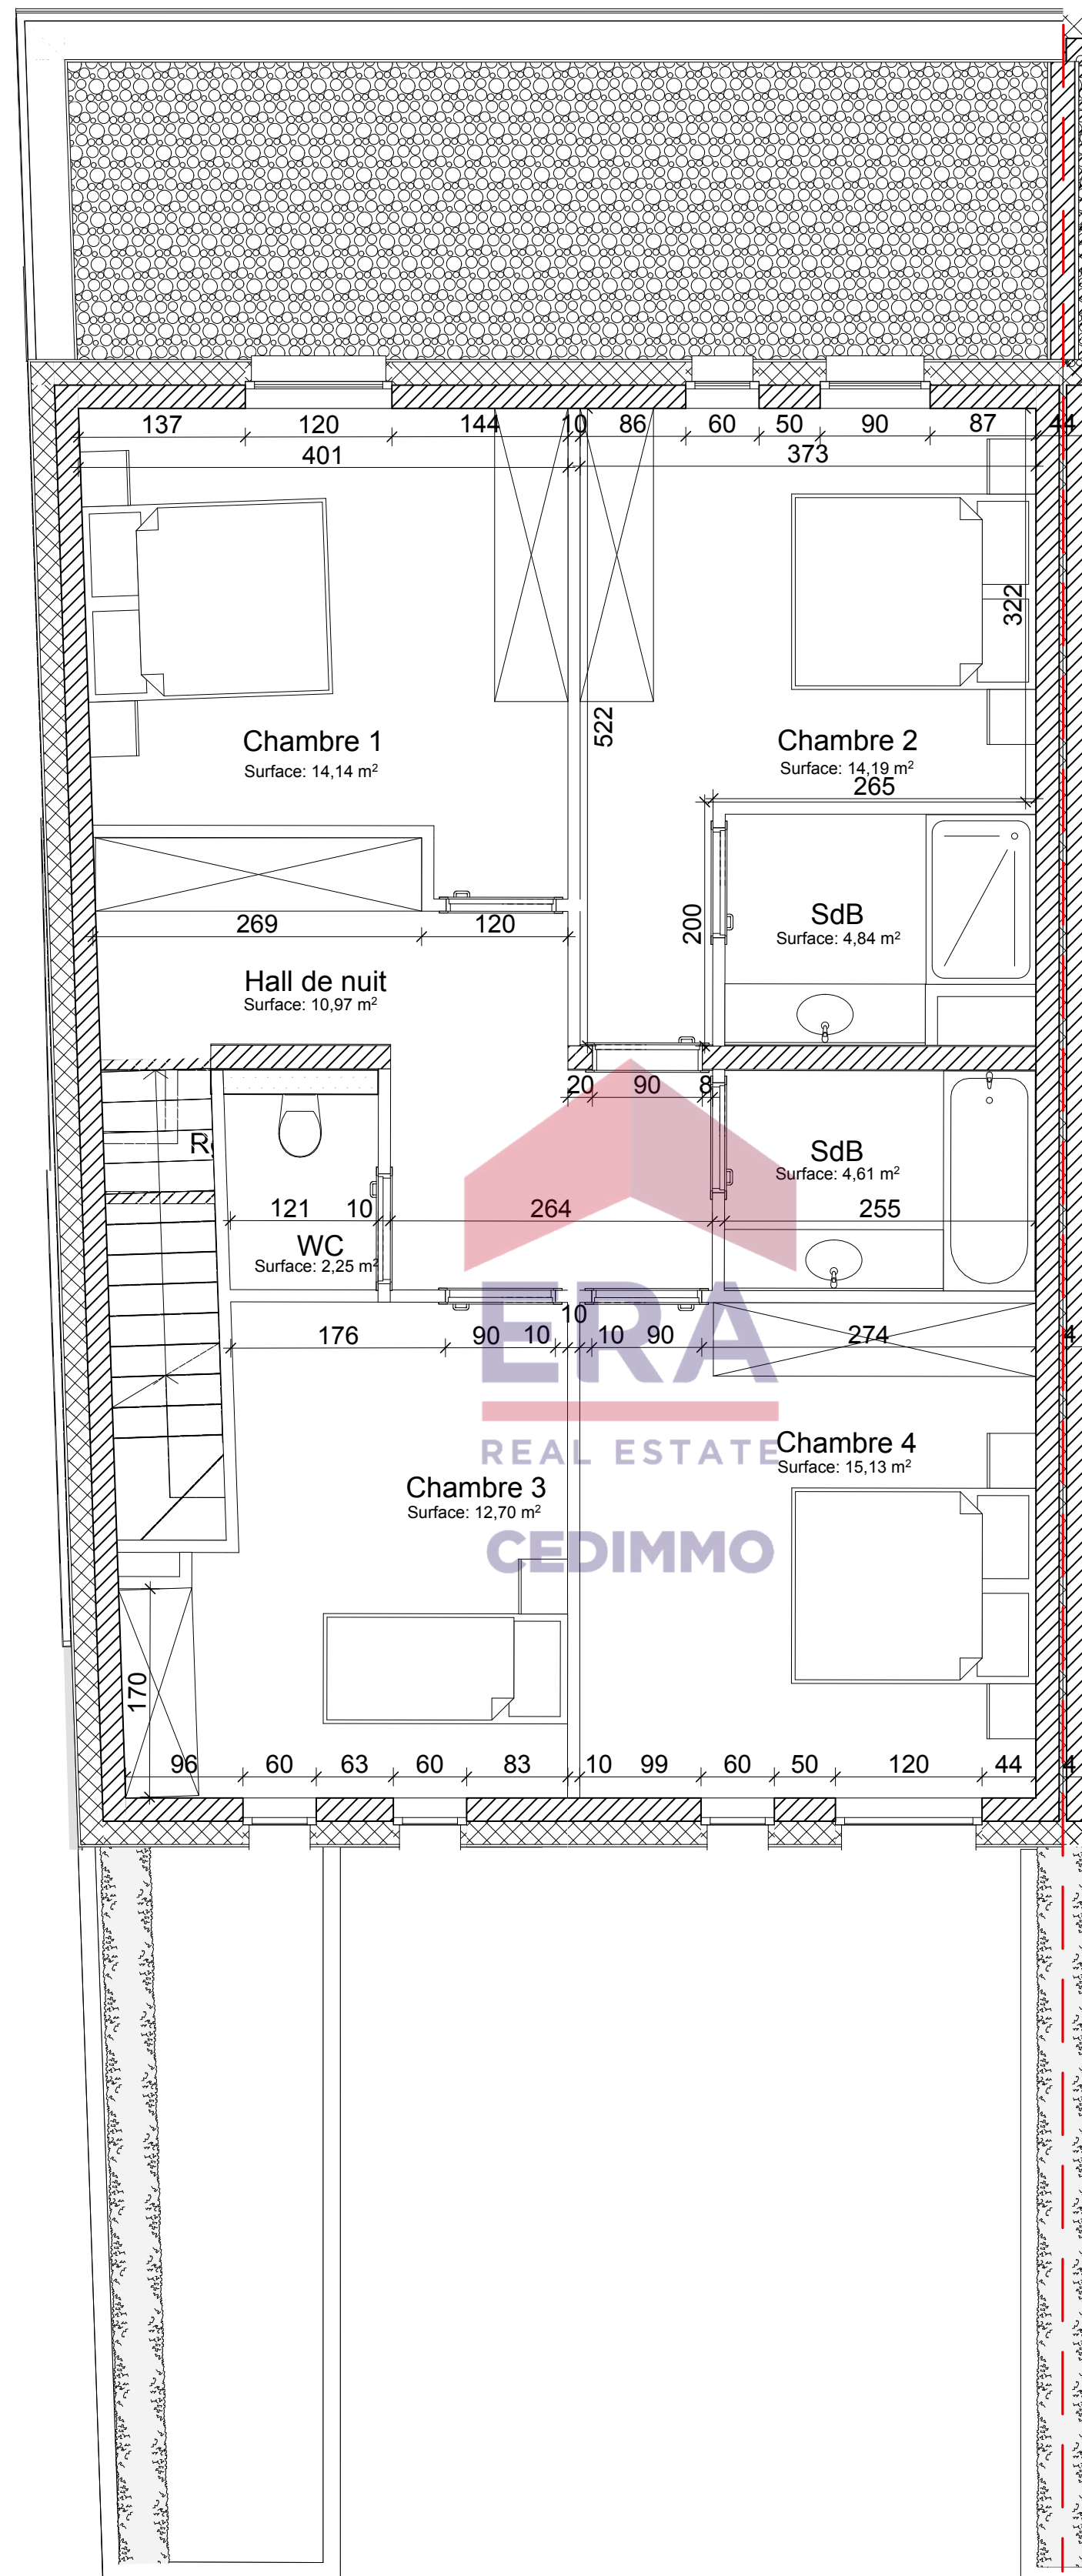 137 120 144 10 86 60 50 90 87 44
401 373
322
522
Chambre 1
Surface: 14,14 m²
Chambre 2
Surface: 14,19 m²
265
200
SdB
Surface: 4,84 m²
269 120
Hall de nuit
Surface: 10,97 m²
20 90 8
SdB
Surface: 4,61 m²
121 10 264 255
WC
Surface: 2,25 m²
10
176 90 10 10 90 274
ERA
REAL ESTATE
CEDIMMO
Chambre 4
Surface: 15,13 m²
Chambre 3
Surface: 12,70 m²
170
96 60 63 60 83 10 99 60 50 120 44